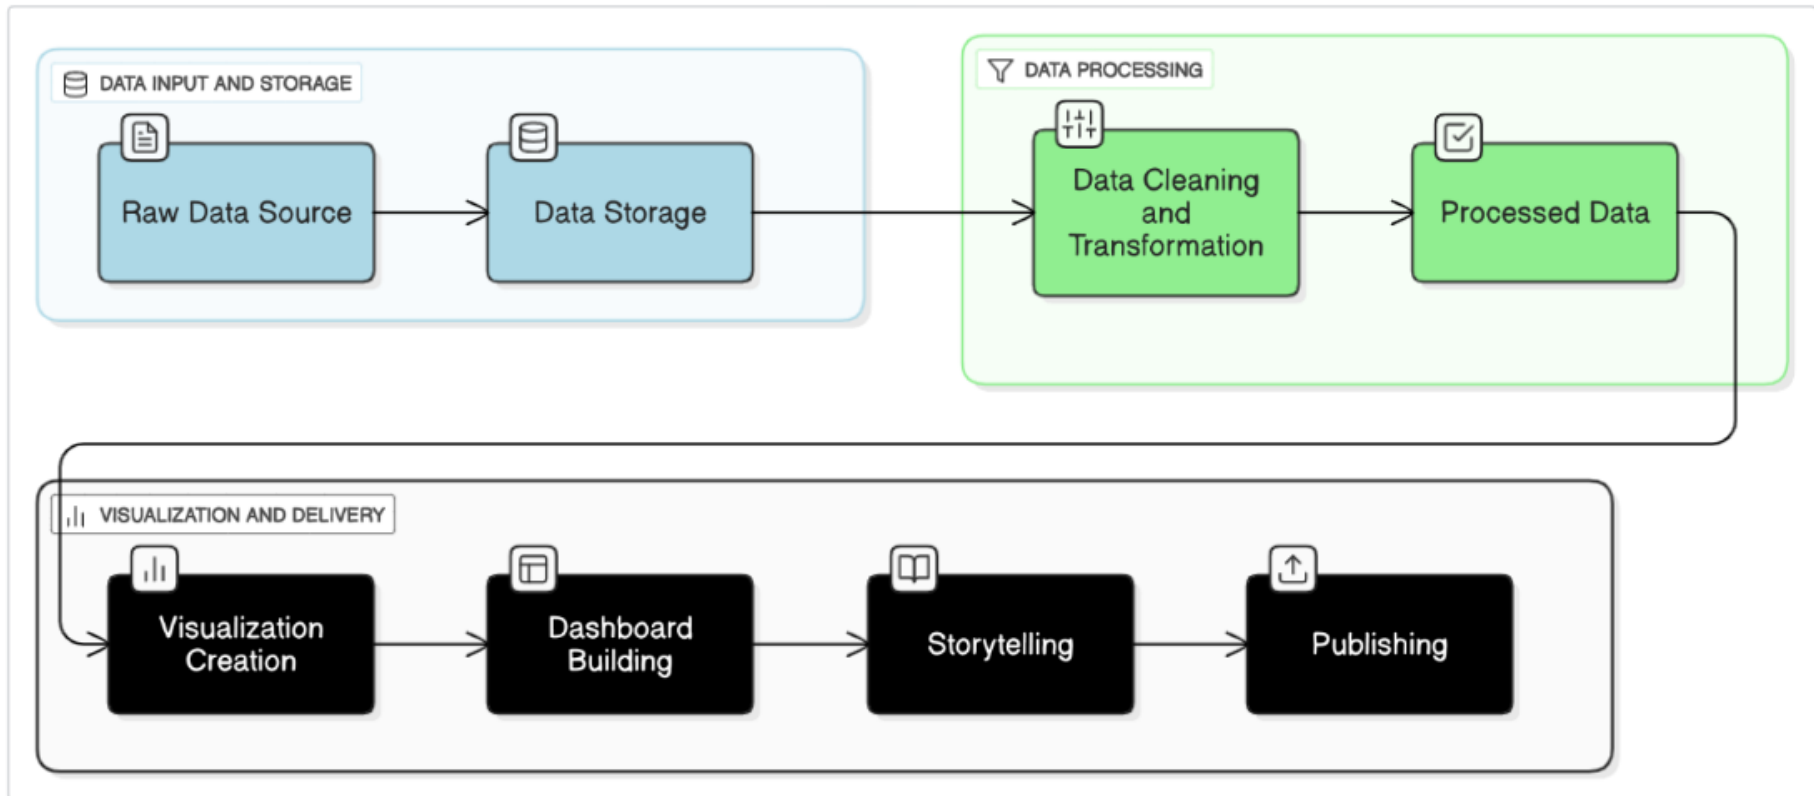 DATA INPUT AND STORAGE
Raw Data Source
Data Storage
DATA PROCESSING
Data Cleaning
and
Transformation
Processed Data
VISUALIZATION AND DELIVERY
Visualization
Creation
Dashboard
Building
Storytelling
Publishing